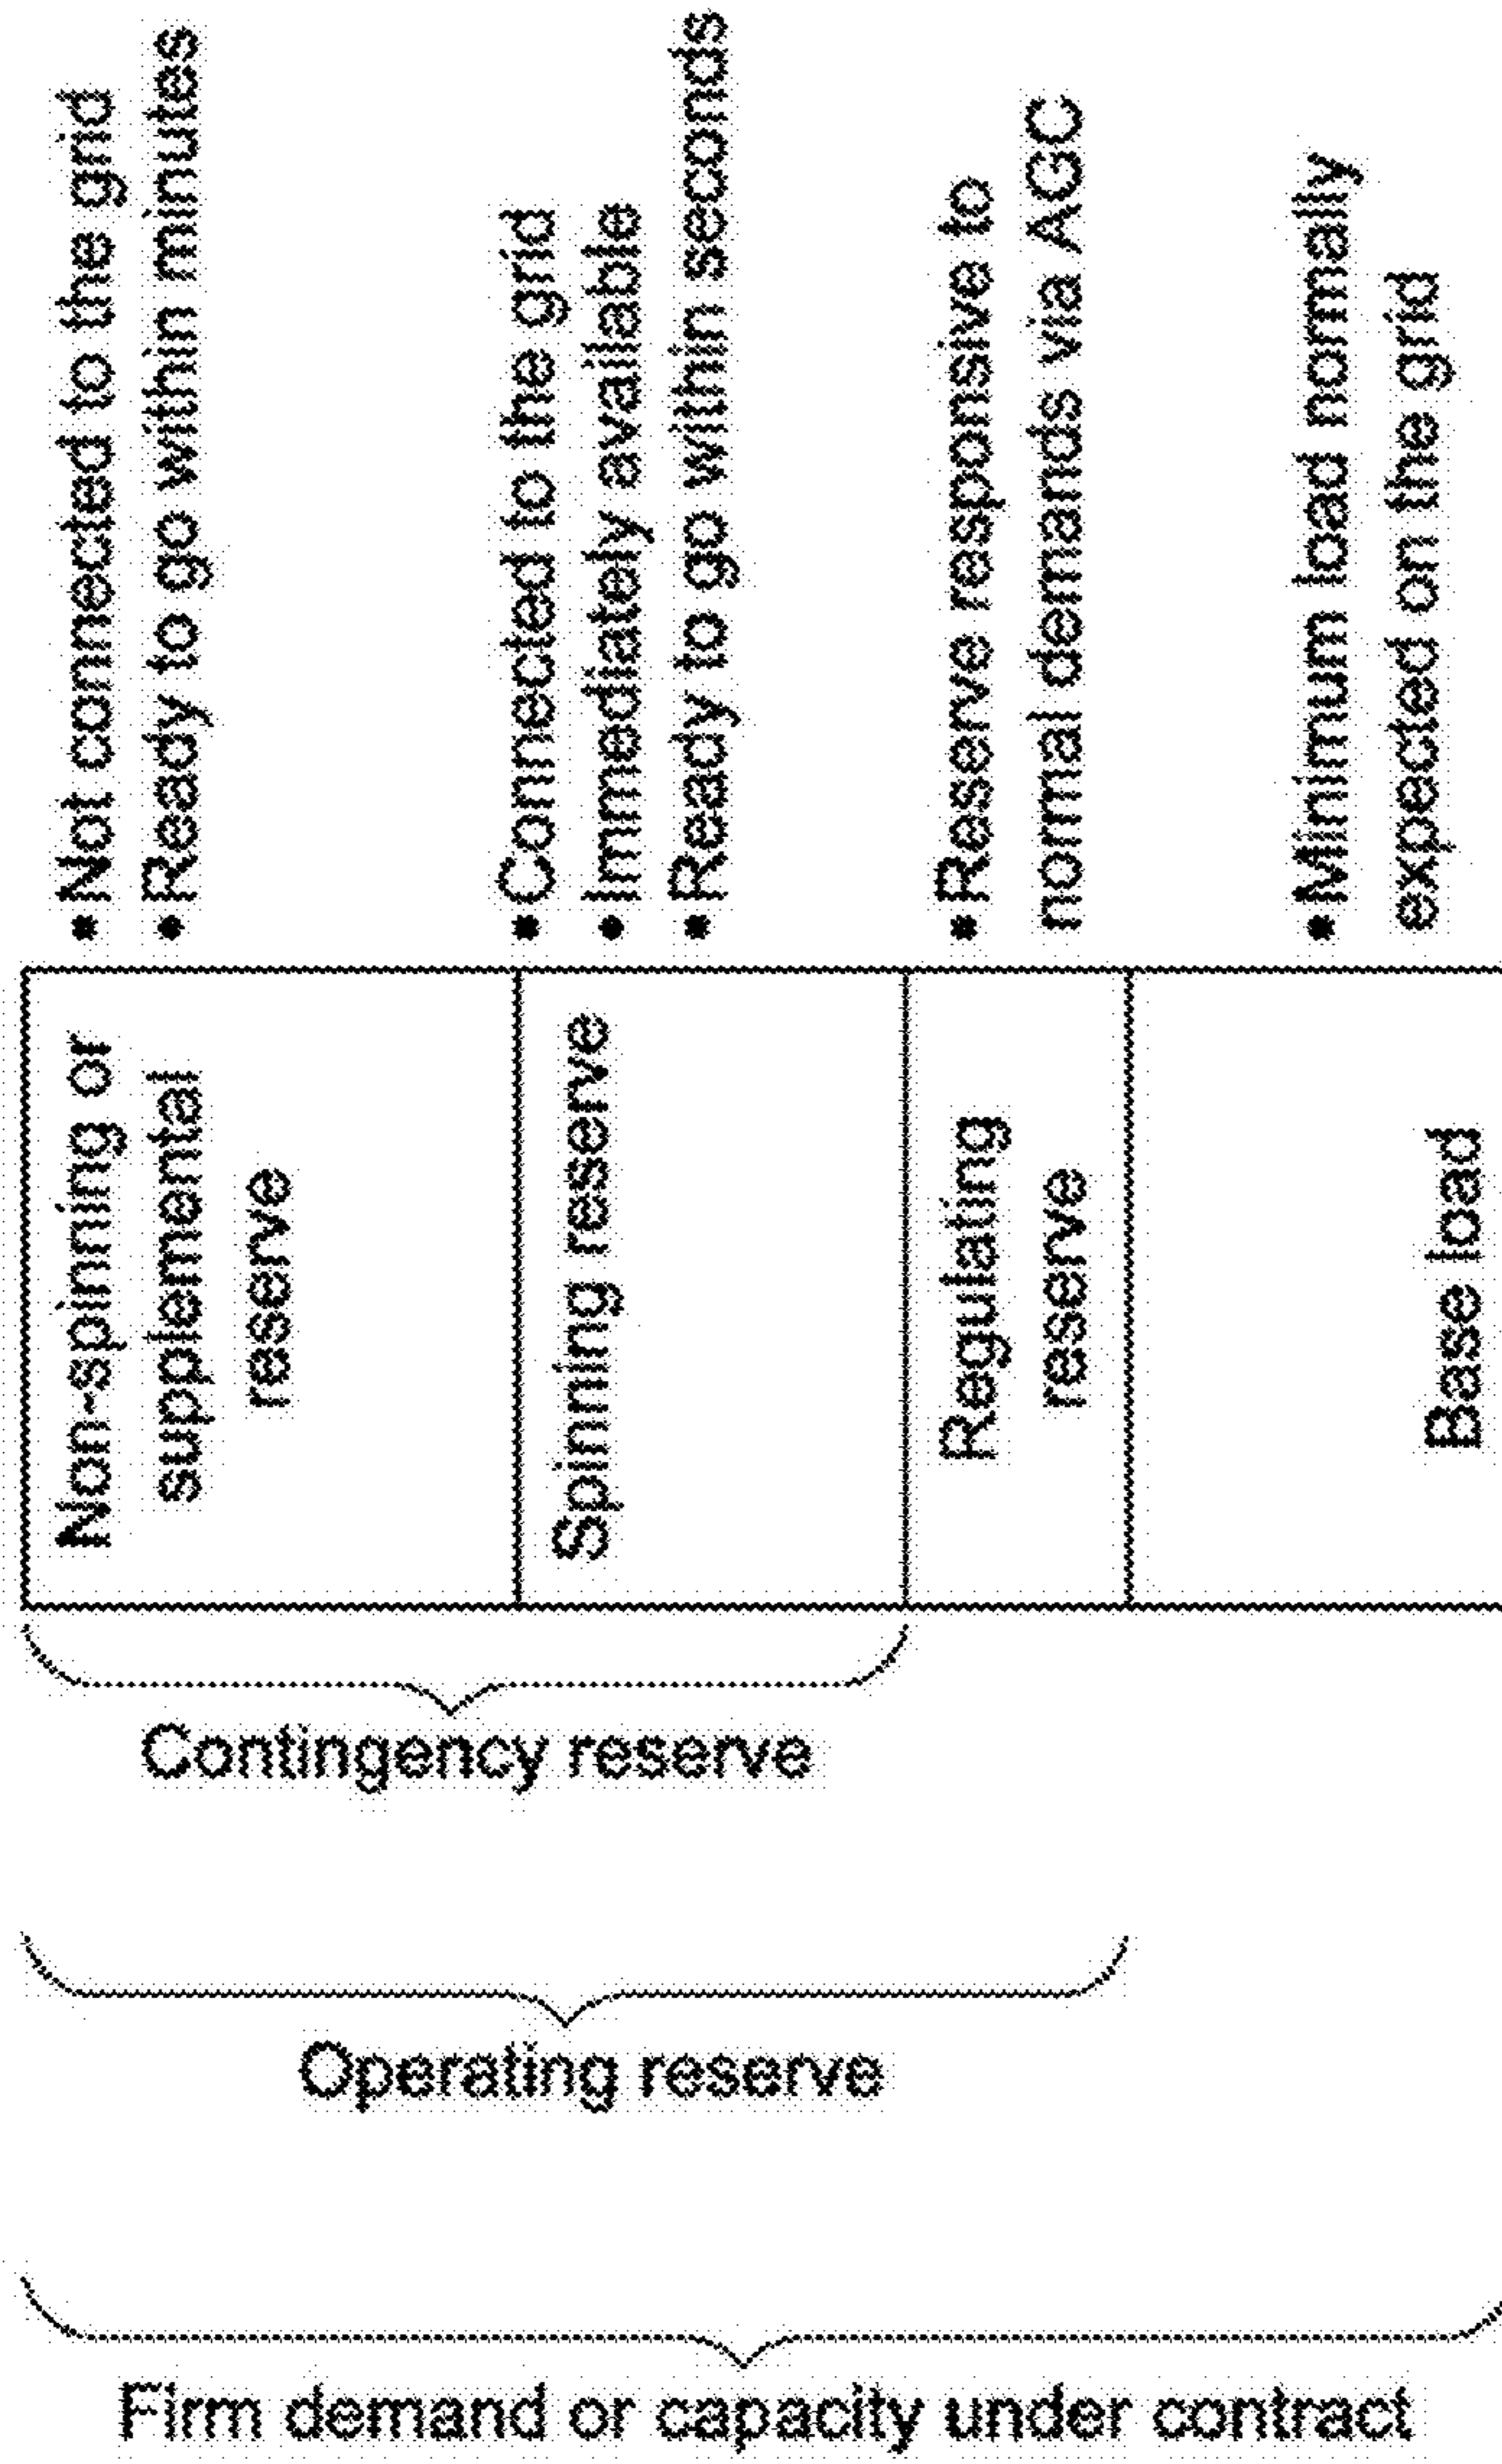 Non-spinning or
supplemental
reserve
• Not connected to the grid
• Ready to go within minutes
Spinning reserve
• Connected to the grid
• Immediately available
• Ready to go within seconds
Regulating
reserve
• Reserve responsive to
normal demands via AGC
Base load
• Minimum load normally
expected on the grid
Contingency reserve
Operating reserve
Firm demand or capacity under contract